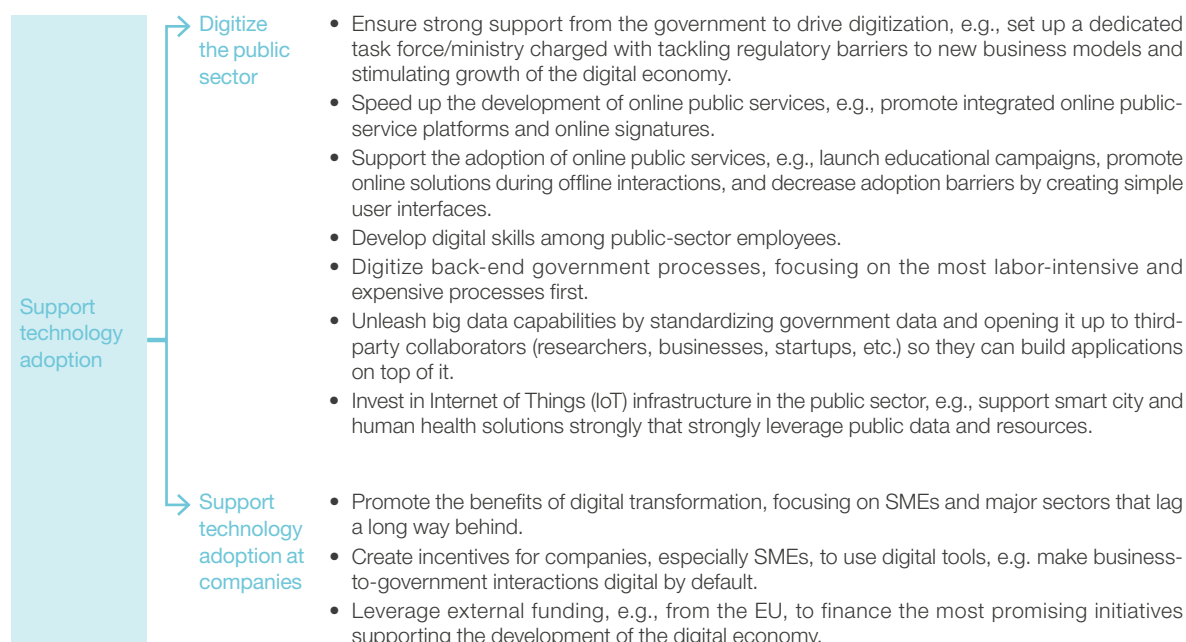 Support
technology
adoption
Digitize
the public
sector
• Ensure strong support from the government to drive digitization, e.g., set up a dedicated
task force/ministry charged with tackling regulatory barriers to new business models and
stimulating growth of the digital economy.
• Speed up the development of online public services, e.g., promote integrated online public-
service platforms and online signatures.
• Support the adoption of online public services, e.g., launch educational campaigns, promote
online solutions during offline interactions, and decrease adoption barriers by creating simple
user interfaces.
• Develop digital skills among public-sector employees.
• Digitize back-end government processes, focusing on the most labor-intensive and
expensive processes first.
• Unleash big data capabilities by standardizing government data and opening it up to third-
party collaborators (researchers, businesses, startups, etc.) so they can build applications
on top of it.
• Invest in Internet of Things (IoT) infrastructure in the public sector, e.g., support smart city and
human health solutions strongly that strongly leverage public data and resources.
Support
technology
adoption at
companies
• Promote the benefits of digital transformation, focusing on SMEs and major sectors that lag
a long way behind.
• Create incentives for companies, especially SMEs, to use digital tools, e.g. make business-
to-government interactions digital by default.
• Leverage external funding, e.g., from the EU, to finance the most promising initiatives
supporting the development of the digital economy.